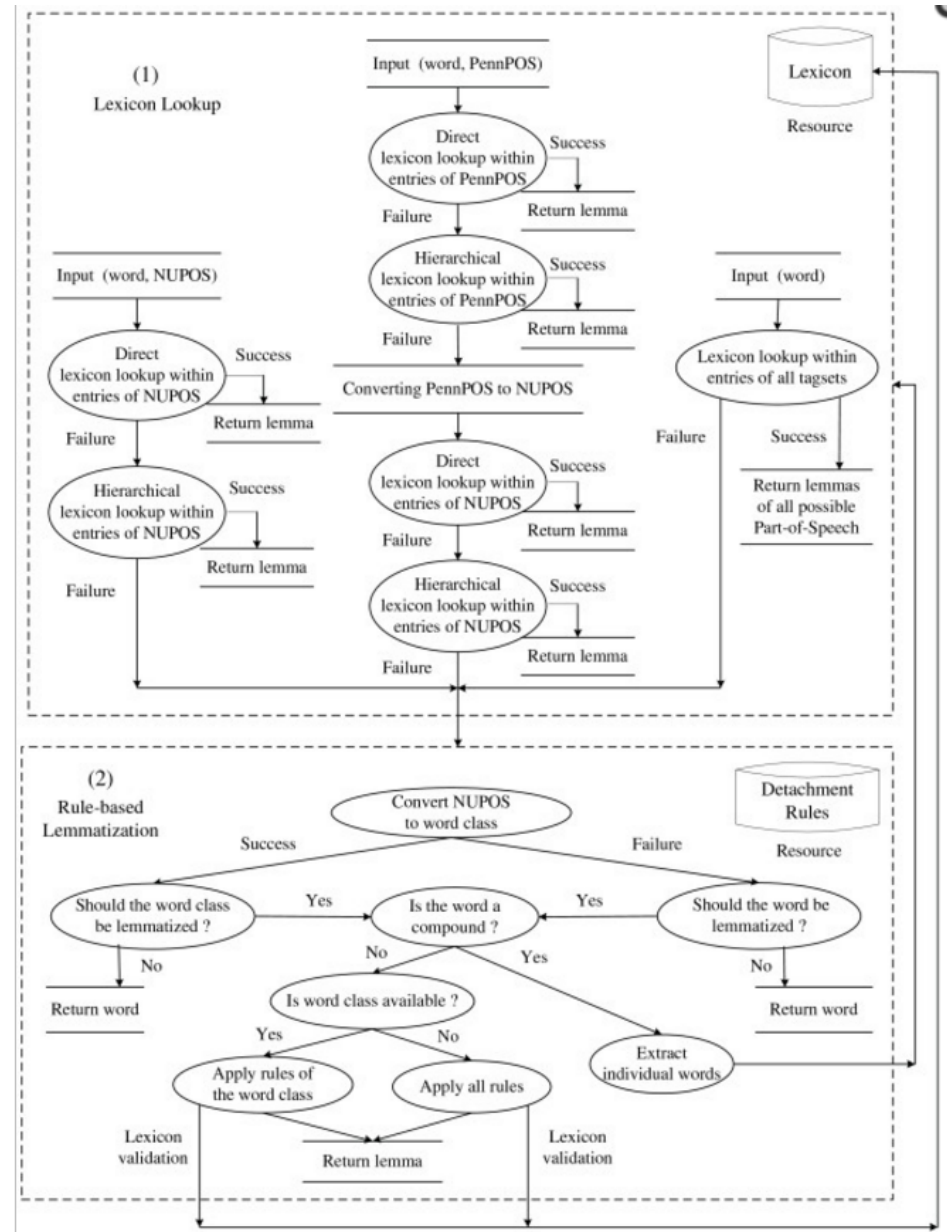 (1)
Lexicon Lookup
Input (word, PennPOS)
Lexicon
Resource
Direct
lexicon lookup within
entries of PennPOS
Success
Return lemma
Failure
Hierarchical
lexicon lookup within
entries of PennPOS
Success
Return lemma
Failure
Converting PennPOS to NUPOS
Direct
lexicon lookup within
entries of NUPOS
Success
Return lemma
Failure
Hierarchical
lexicon lookup within
entries of NUPOS
Success
Return lemma
Failure
Input (word, NUPOS)
Direct
lexicon lookup within
entries of NUPOS
Success
Return lemma
Failure
Hierarchical
lexicon lookup within
entries of NUPOS
Success
Return lemma
Failure
Input (word)
Lexicon lookup within
entries of all tagsets
Failure
Success
Return lemmas
of all possible
Part-of-Speech
(2)
Rule-based
Lemmatization
Convert NUPOS
to word class
Detachment
Rules
Resource
Success
Failure
Should the word class
be lemmatized ?
Yes
Is the word a
compound ?
Yes
Should the word be
lemmatized ?
No
Return word
No
Yes
No
Return word
Is word class available ?
Yes
No
Extract
individual words
Apply rules of
the word class
Apply all rules
Lexicon
validation
Return lemma
Lexicon
validation